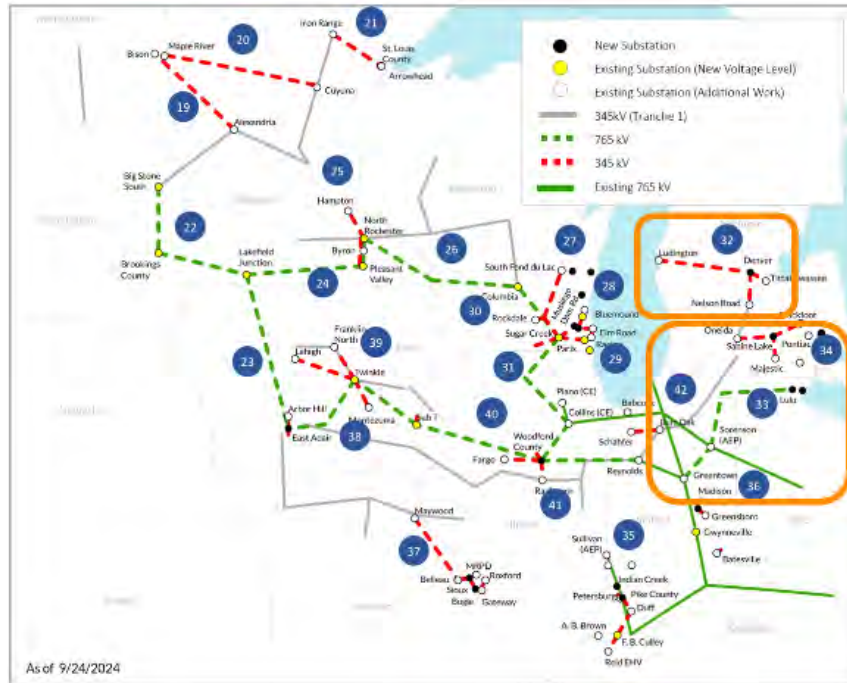 21
Iron Range
20
Maple River
Bison
St. Louis
County
Arrowhead
Cuyuna
19
Alexandria
New Substation
Existing Substation (New Voltage Level)
Existing Substation (Additional Work)
345kV (Tranche 1)
765 kV
345 kV
Existing 765 kV
Big Stone
South
25
Hampton
North
Rochester
22
Byron
26
Brookings
County
Lakefield
Junction
24
Pleasant
Valley
South Fond du Lac
27
28
Columbia
30
Rockdale
Bluemound
Sugar Creek
Elm Road
Paris
29
32
Ludington
Denver
Tittabawassee
Nelson Road
Oneida
Sabine Lake
Pontiac
34
Majestic
23
Franklin
North
39
Lehigh
Twinkle
31
Montezuma
Arbor Hill
East Adair
38
Sub T
40
Plano (CE)
Collins (CE)
Babcock
42
33
Lulu
Woodford
County
Fargo
Schahfer
Sorenson
(AEP)
Reynolds
Greentown
36
Madison
41
Greensboro
Gwynneville
Maywood
37
Batesville
35
Sullivan
(AEP)
MRPD
Belleau
Roxford
Sioux
Bugle
Gateway
Indian Creek
Petersburg
Pike County
Duff
A. B. Brown
F. B. Culley
Reid EHV
As of 9/24/2024